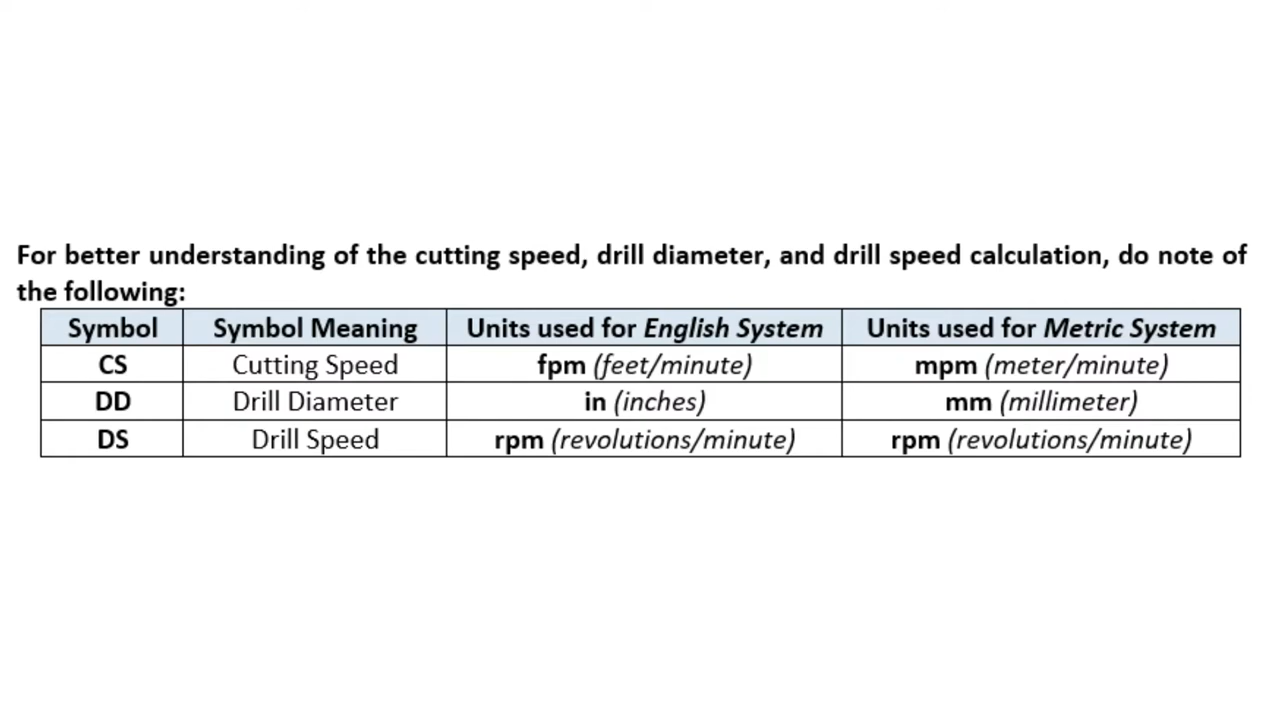 For better understanding of the cutting speed, drill diameter, and drill speed calculation, do note of
the following:
Symbol Symbol Meaning Units used for English System Units used for Metric System
CS Cutting Speed fpm (feet/minute) mpm (meter/minute)
DD Drill Diameter in (inches) mm (millimeter)
DS Drill Speed rpm (revolutions/minute) rpm (revolutions/minute)